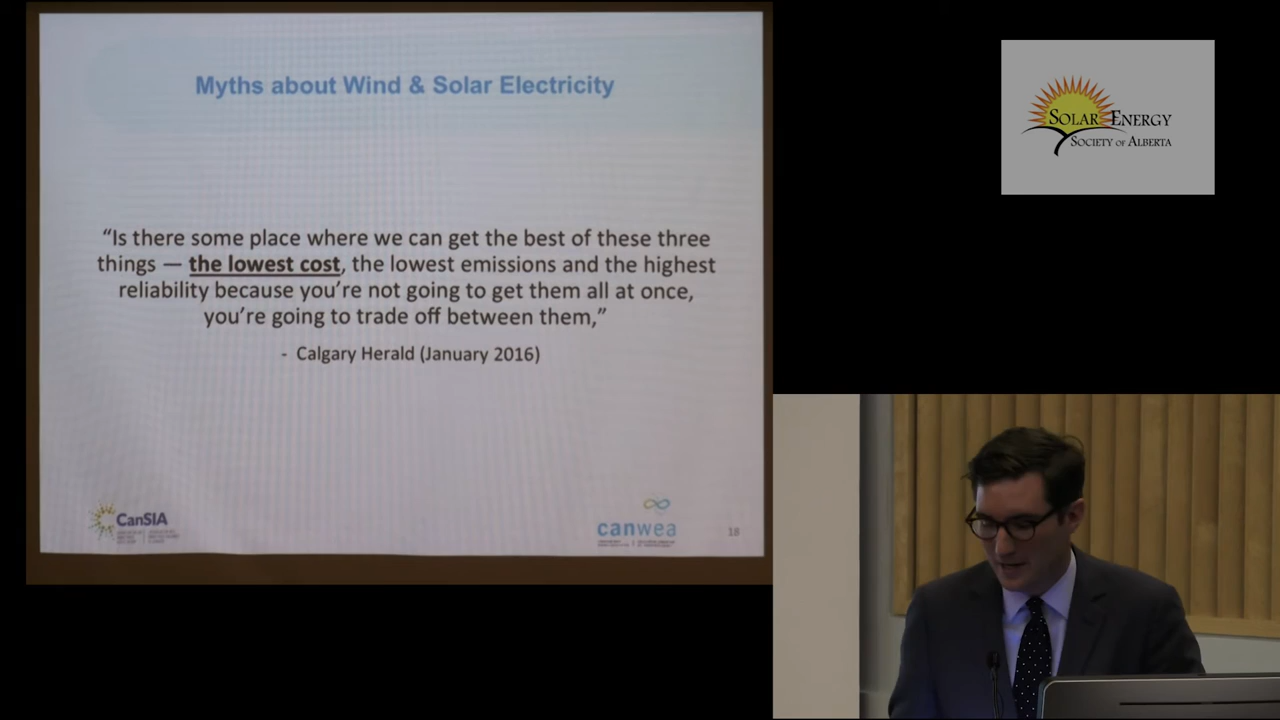 Myths about Wind & Solar Electricity
“Is there some place where we can get the best of these three
things — the lowest cost, the lowest emissions and the highest
reliability because you’re not going to get them all at once,
you’re going to trade off between them,”
- Calgary Herald (January 2016)
CanSIA
canwea
18
SOLAR ENERGY
SOCIETY OF ALBERTA